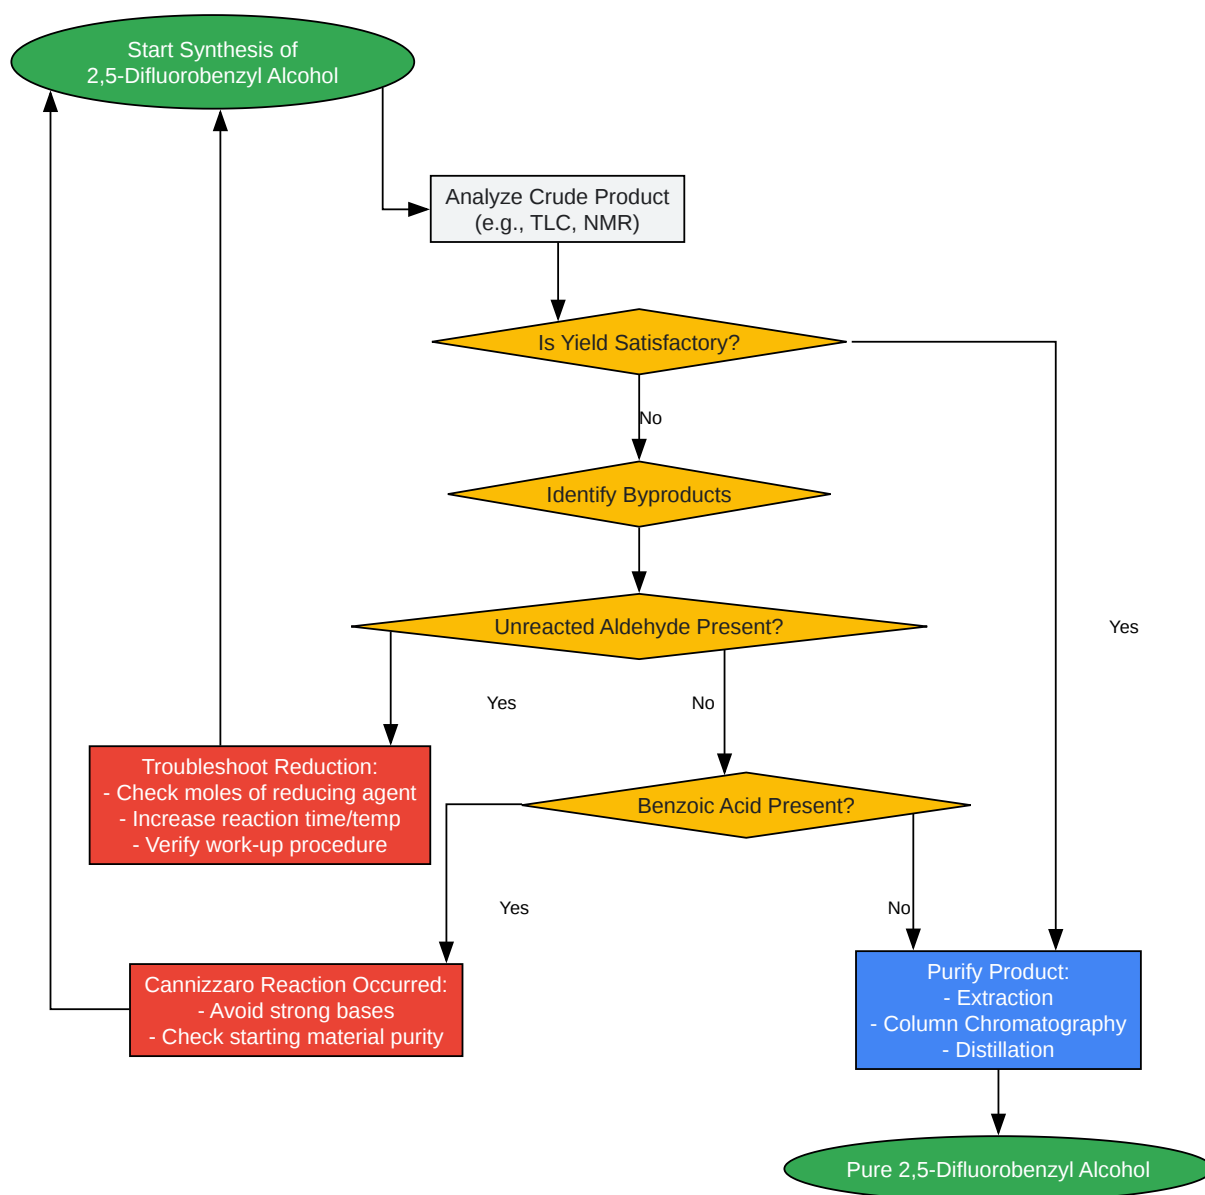 Start Synthesis of
2,5-Difluorobenzyl Alcohol
Analyze Crude Product
(e.g., TLC, NMR)
Is Yield Satisfactory?
No
Identify Byproducts
Unreacted Aldehyde Present?
Yes
Yes
No
Troubleshoot Reduction:
- Check moles of reducing agent
- Increase reaction time/temp
- Verify work-up procedure
Benzoic Acid Present?
Yes
No
Cannizzaro Reaction Occurred:
- Avoid strong bases
- Check starting material purity
Purify Product:
- Extraction
- Column Chromatography
- Distillation
Pure 2,5-Difluorobenzyl Alcohol